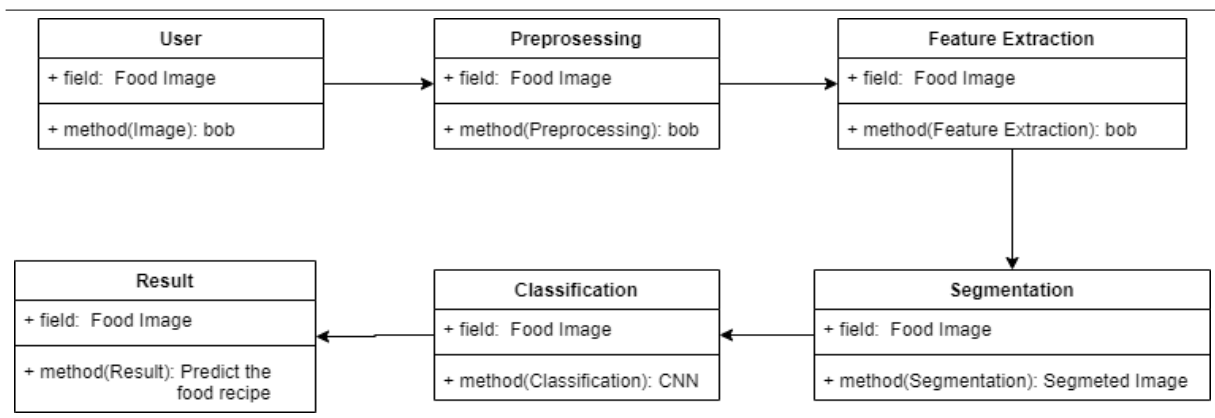 User
+ field: Food Image
+ method(Image): bob
Preprosessing
+ field: Food Image
+ method(Preprocessing): bob
Feature Extraction
+ field: Food Image
+ method(Feature Extraction): bob
Result
+ field: Food Image
+ method(Result): Predict the
food recipe
Classification
+ field: Food Image
+ method(Classification): CNN
Segmentation
+ field: Food Image
+ method(Segmentation): Segmeted Image